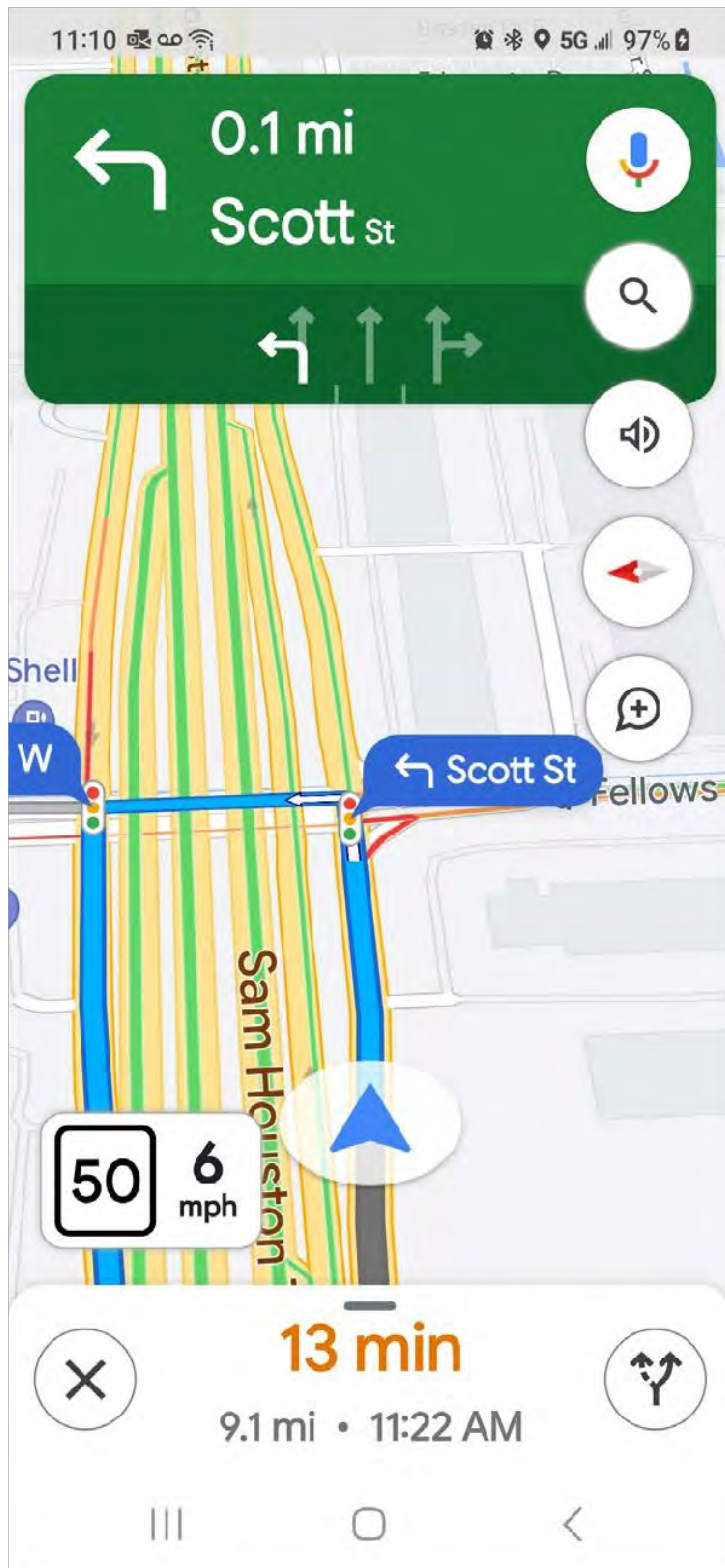 11:10
5G 97%
0.1 mi
Scott St
Shell
W
Scott St
Fellows
Sam Houston
50
6
mph
13 min
9.1 mi • 11:22 AM